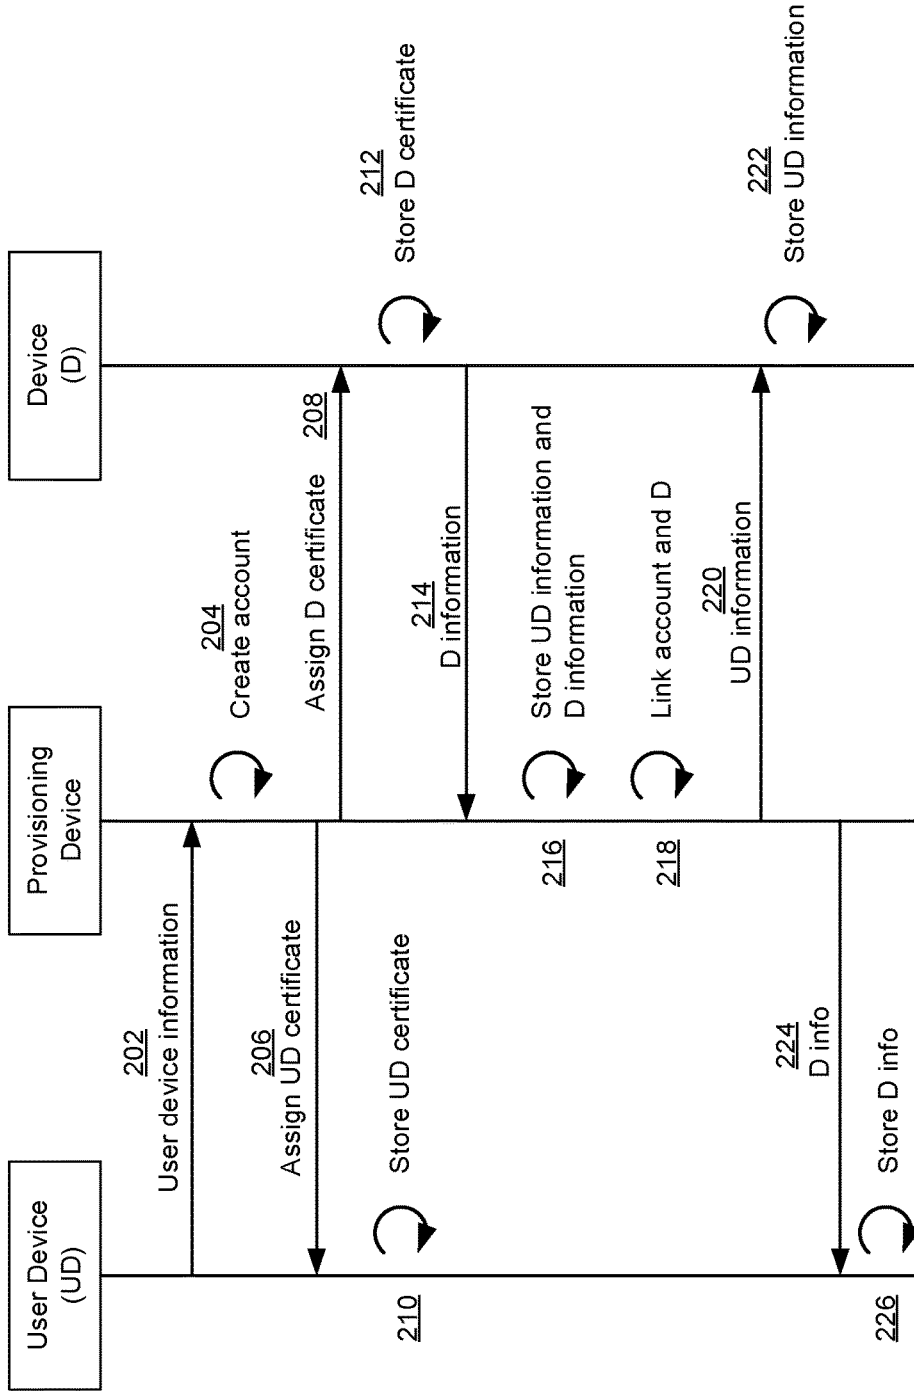 User Device
(UD)
Provisioning
Device
Device
(D)
202
User device information
204
Create account
206
Assign UD certificate
Assign D certificate
208
210
Store UD certificate
212
Store D certificate
214
D information
216
Store UD information and
D information
218
Link account and D
220
UD information
222
Store UD information
224
D info
226
Store D info